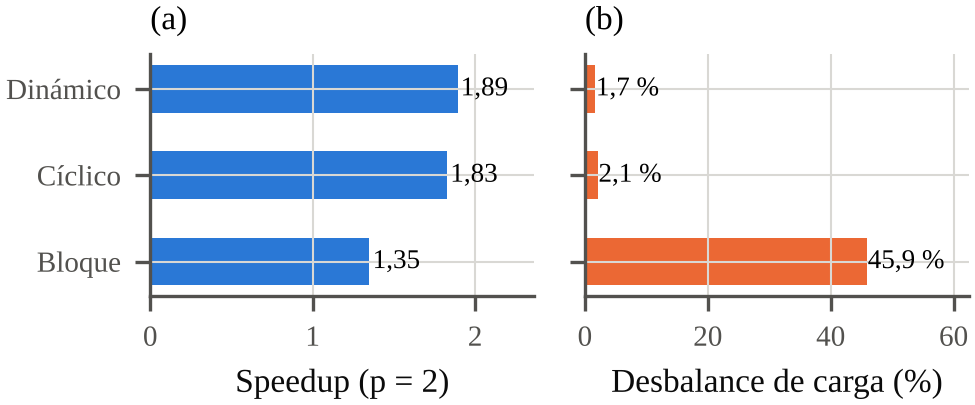 (a)
Dinámico
1,89
Cíclico
1,83
Bloque
1,35
0
1
2
Speedup (p = 2)
(b)
1,7 %
2,1 %
45,9 %
0
20
40
60
Desbalance de carga (%)